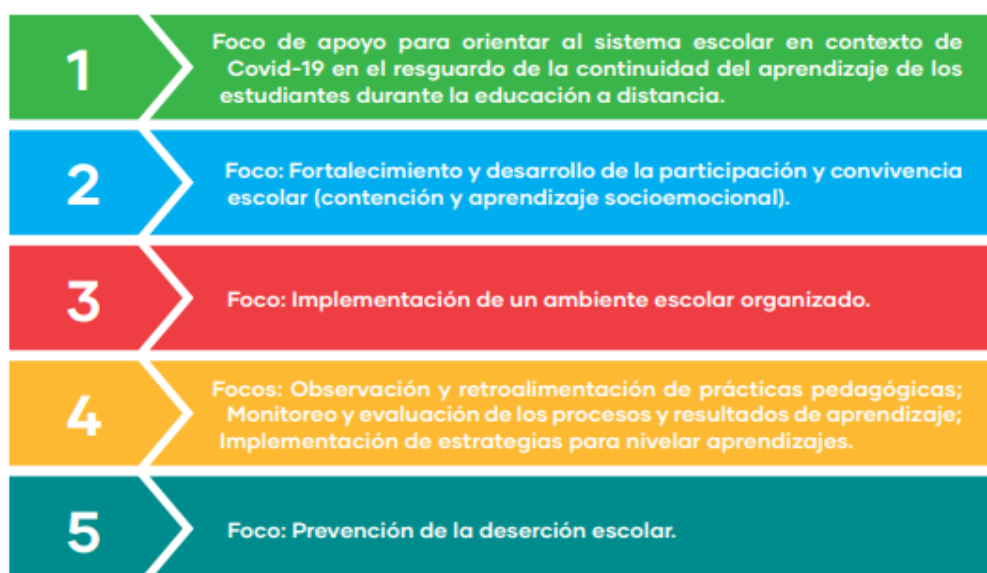 1
Foco de apoyo para orientar al sistema escolar en contexto de
Covid-19 en el resguardo de la continuidad del aprendizaje de los
estudiantes durante la educación a distancia.
2
Foco: Fortalecimiento y desarrollo de la participación y convivencia
escolar (contención y aprendizaje socioemocional).
3
Foco: Implementación de un ambiente escolar organizado.
4
Focos: Observación y retroalimentación de prácticas pedagógicas;
Monitoreo y evaluación de los procesos y resultados de aprendizaje;
Implementación de estrategias para nivelar aprendizajes.
5
Foco: Prevención de la deserción escolar.